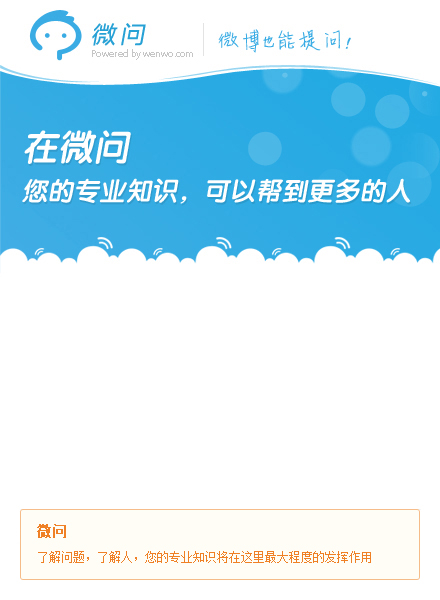 微问
Powered by wenwo.com
微博也能提问!
在微问
您的专业知识，可以帮到更多的人
微问
了解问题，了解人，您的专业知识将在这里最大程度的发挥作用